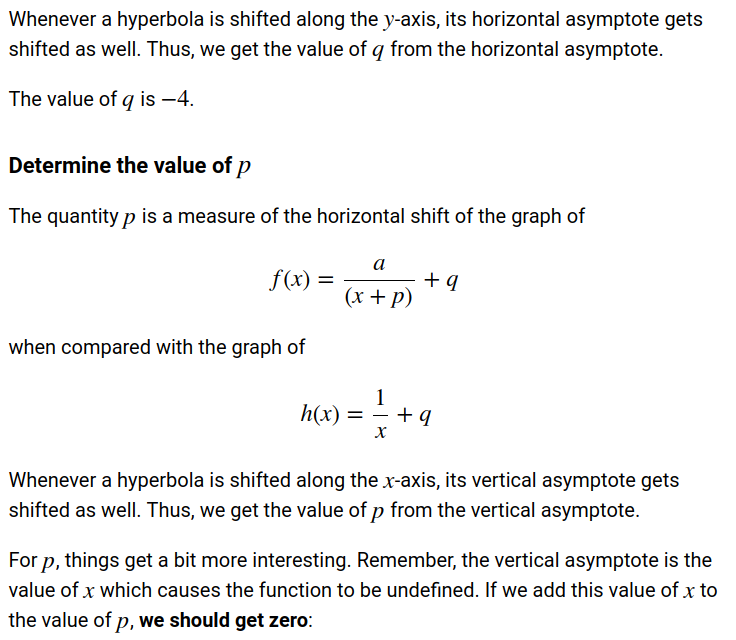 Whenever a hyperbola is shifted along the y-axis, its horizontal asymptote gets
shifted as well. Thus, we get the value of q from the horizontal asymptote.
The value of q is −4.
Determine the value of p
The quantity p is a measure of the horizontal shift of the graph of
f(x) = a / (x + p) + q
when compared with the graph of
h(x) = 1 / x + q
Whenever a hyperbola is shifted along the x-axis, its vertical asymptote gets
shifted as well. Thus, we get the value of p from the vertical asymptote.
For p, things get a bit more interesting. Remember, the vertical asymptote is the
value of x which causes the function to be undefined. If we add this value of x to
the value of p, we should get zero: